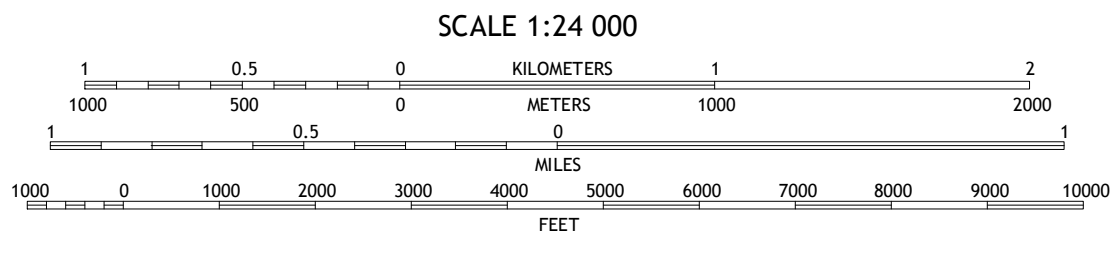 SCALE 1:24 000
1 0.5 0 KILOMETERS 1 2
1000 500 0 METERS 1000 2000
1 0.5 0 1
MILES
1000 0 1000 2000 3000 4000 5000 6000 7000 8000 9000 10000
FEET